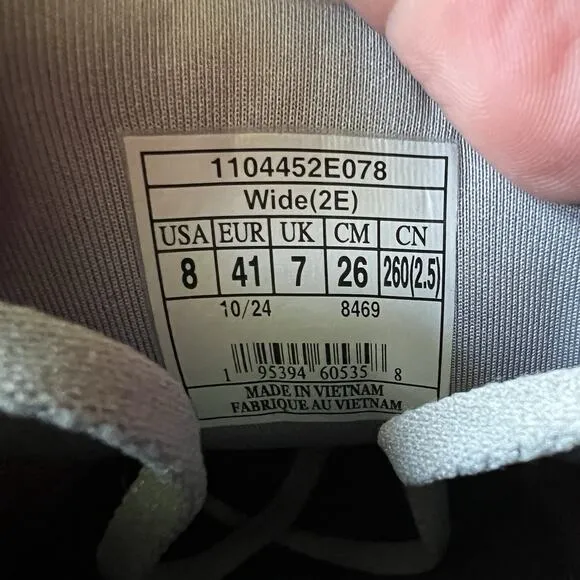 1104452E078
Wide(2E)
USA EUR UK CM CN
8 41 7 26 260(2.5)
10/24 8469
1 95394 60535 8
MADE IN VIETNAM
FABRIQUE AU VIETNAM